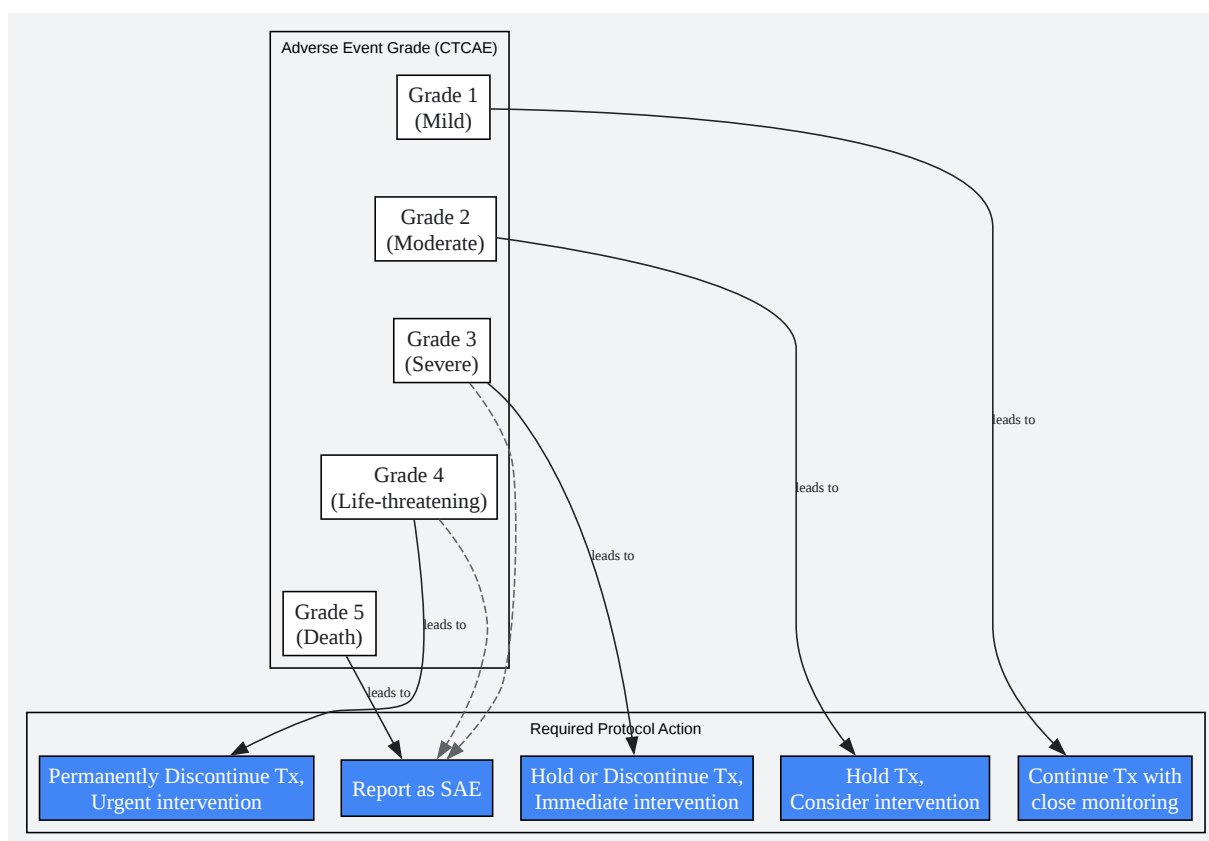 Adverse Event Grade (CTCAE)
Grade 1
(Mild)
Grade 2
(Moderate)
Grade 3
(Severe)
leads to
Grade 4
(Life-threatening)
leads to
leads to
Grade 5
(Death)
leads to
leads to
Required Protocol Action
Permanently Discontinue Tx,
Urgent intervention
Report as SAE
Hold or Discontinue Tx,
Immediate intervention
Hold Tx,
Consider intervention
Continue Tx with
close monitoring